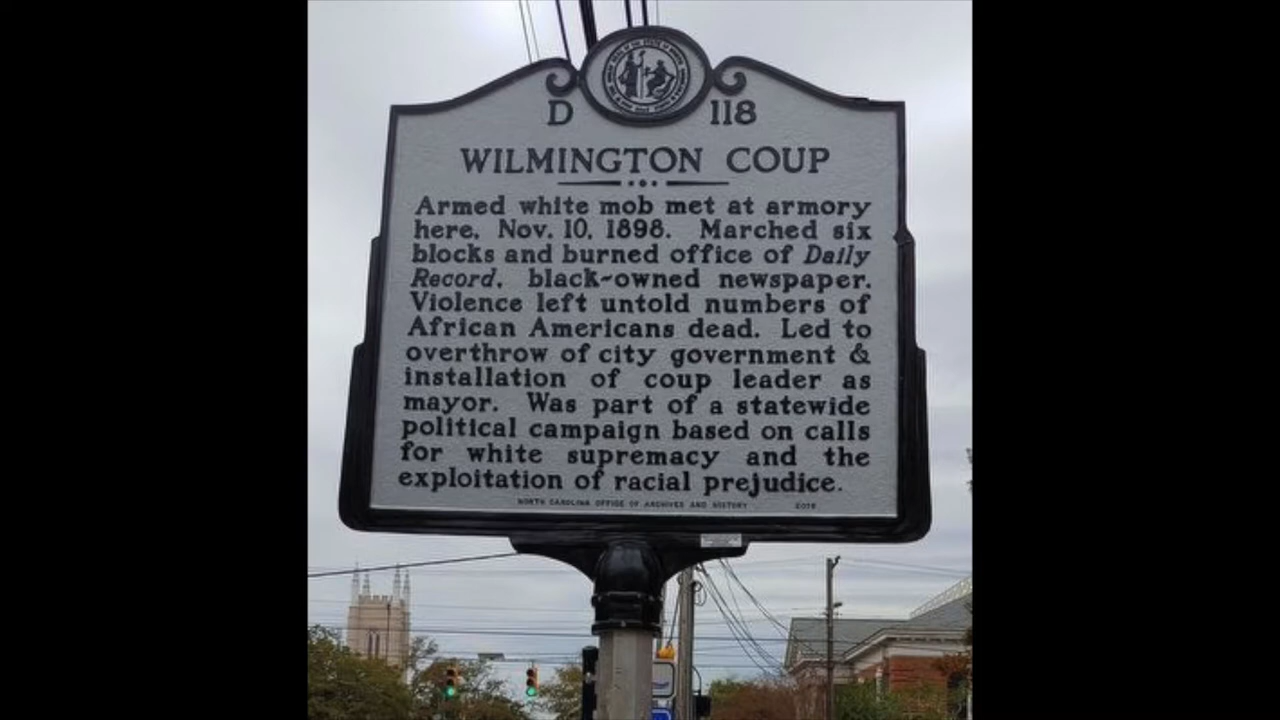 D 118
WILMINGTON COUP
Armed white mob met at armory
here, Nov. 10, 1898. Marched six
blocks and burned office of Daily
Record, black-owned newspaper.
Violence left untold numbers of
African Americans dead. Led to
overthrow of city government &
installation of coup leader as
mayor. Was part of a statewide
political campaign based on calls
for white supremacy and the
exploitation of racial prejudice.
NORTH CAROLINA OFFICE OF ARCHIVES AND HISTORY